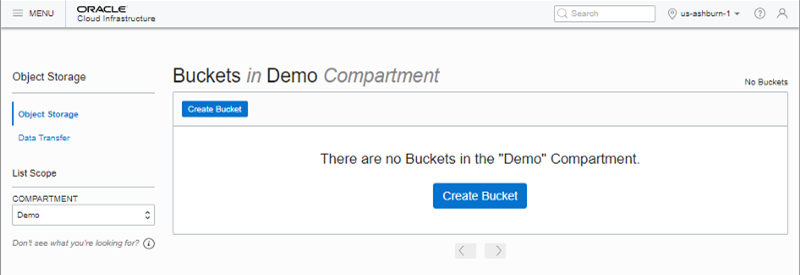 MENU
ORACLE
Cloud Infrastructure
Search
us-ashburn-1
Object Storage
Object Storage
Data Transfer
List Scope
COMPARTMENT
Demo
Don't see what you're looking for?
Buckets in Demo Compartment
No Buckets
Create Bucket
There are no Buckets in the "Demo" Compartment.
Create Bucket